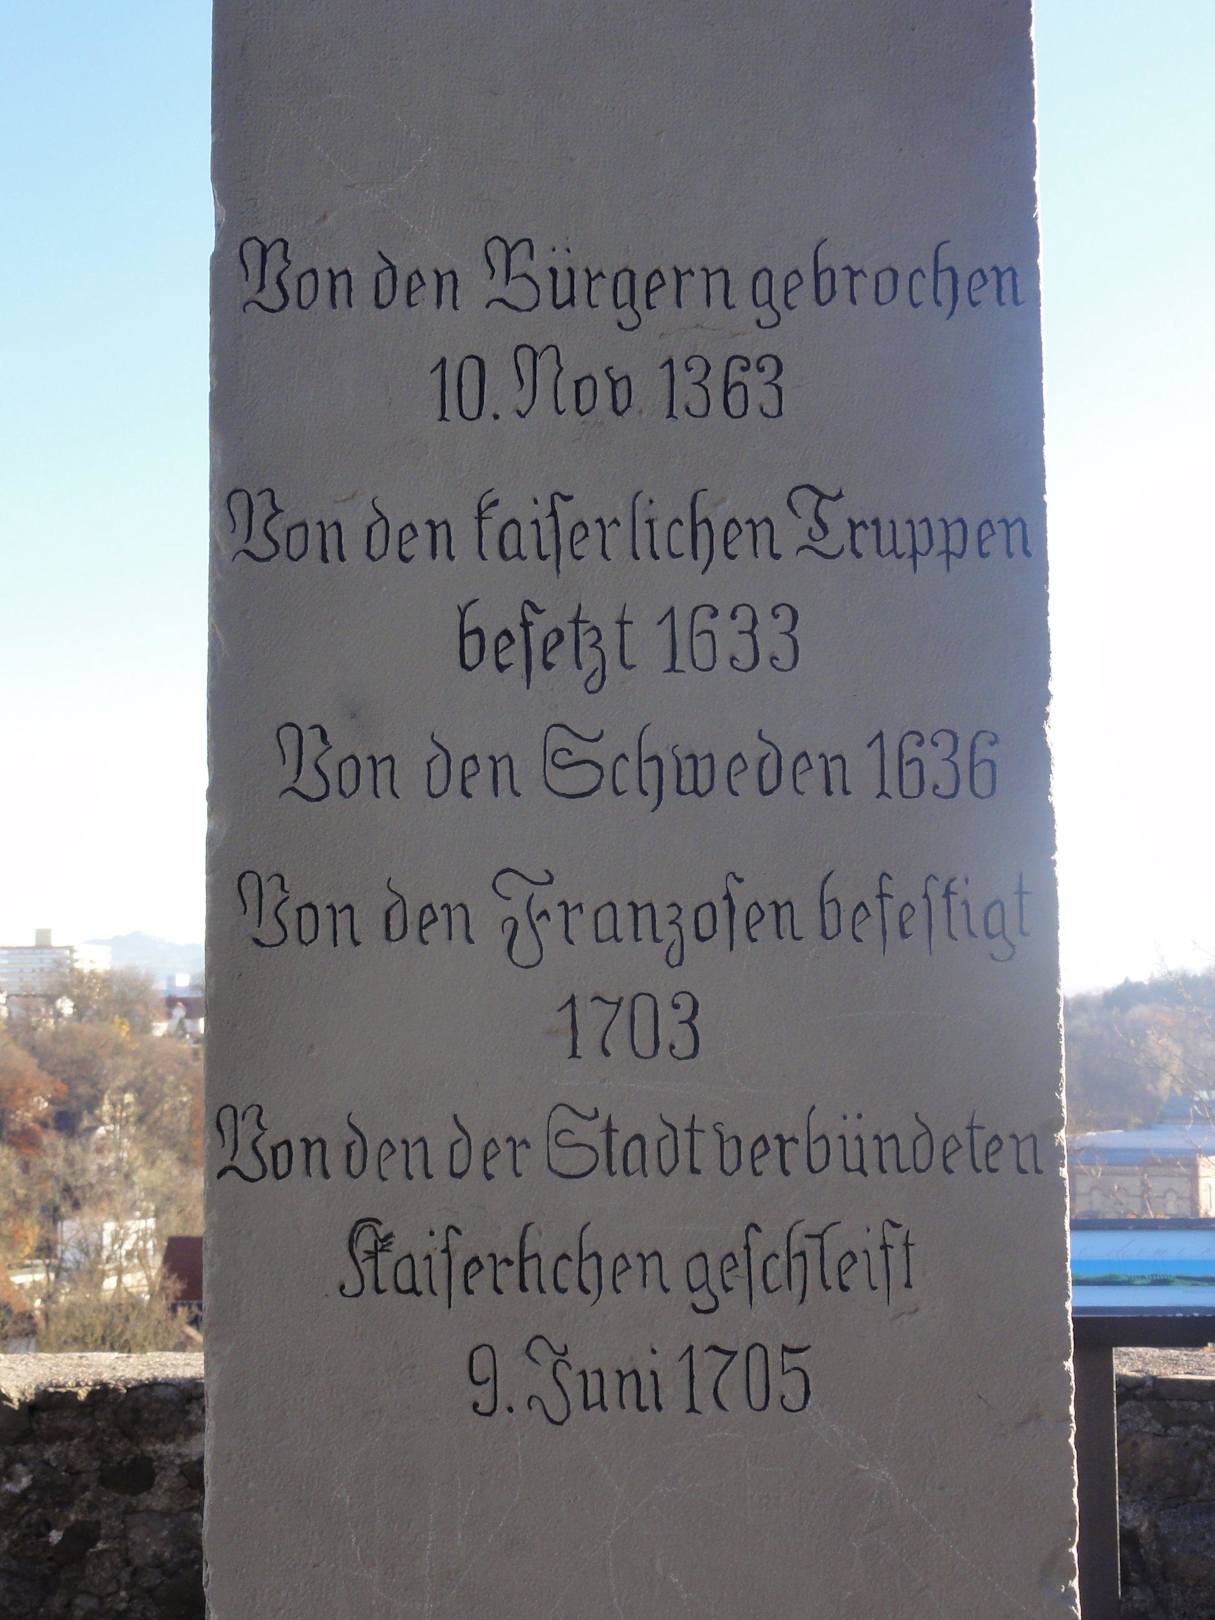 Von den Bürgern gebrochen
10. Nov. 1363
Von den kaiſerlichen Truppen
beſetzt 1633
Von den Schweden 1636
Von den Franzoſen befeſtigt
1703
Von den der Stadt verbündeten
Kaiſerlichen geſchleift
9. Juni 1705